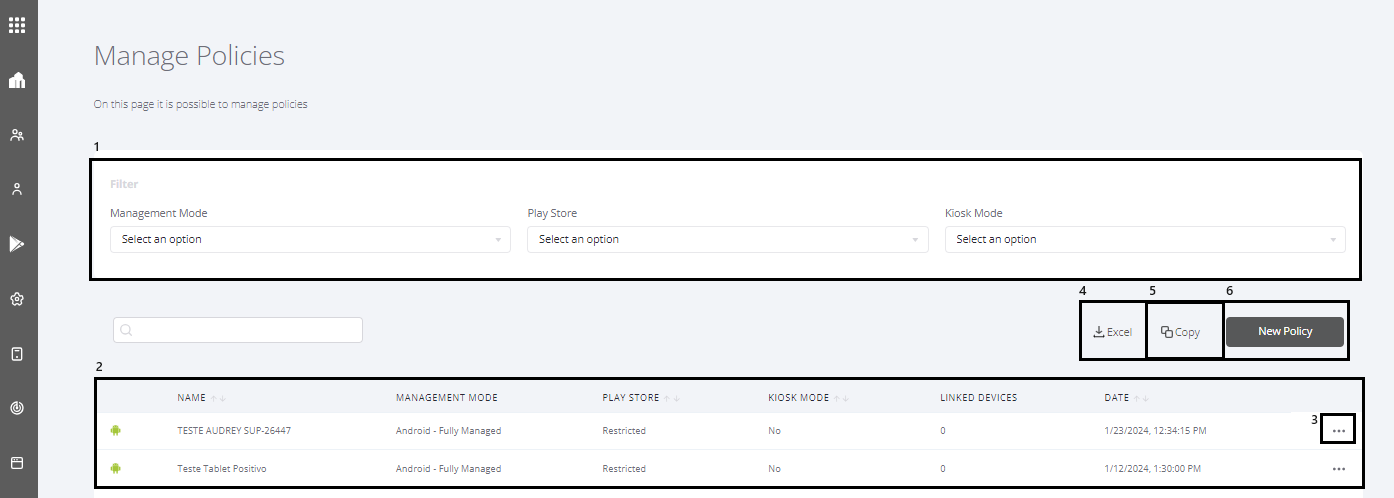 Manage Policies
On this page it is possible to manage policies
1
Filter
Management Mode Play Store Kiosk Mode
Select an option Select an option Select an option
4 5 6
Excel Copy New Policy
2
NAME MANAGEMENT MODE PLAY STORE KIOSK MODE LINKED DEVICES DATE
3
TESTE AUDREY SUP-26447 Android - Fully Managed Restricted No 0 1/23/2024, 12:34:15 PM
Teste Tablet Positivo Android - Fully Managed Restricted No 0 1/12/2024, 1:30:00 PM